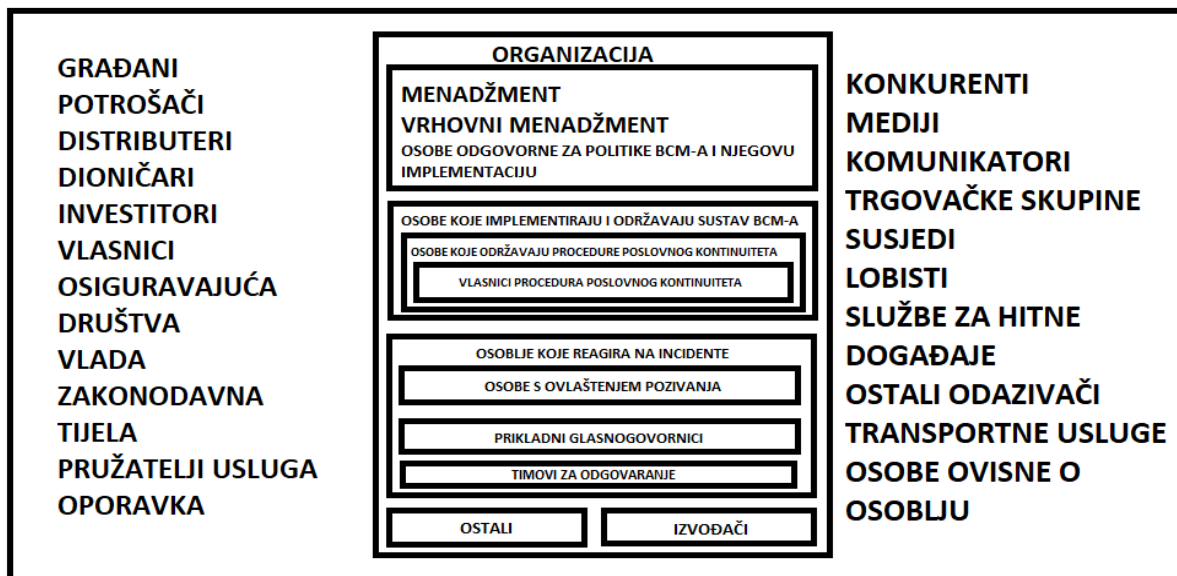 GRAĐANI
POTROŠAČI
DISTRIBUTERI
DIONIČARI
INVESTITORI
VLASNICI
OSIGURAVAJUĆA
DRUŠTVA
VLADA
ZAKONODAVNA
TIJELA
PRUŽATELJI USLUGA
OPORAVKA
ORGANIZACIJA
MENADŽMENT
VRHOVNI MENADŽMENT
OSOBE ODGOVORNE ZA POLITIKE BCM-A I NJEGOVU
IMPLEMENTACIJU
OSOBE KOJE IMPLEMENTIRAJU I ODRŽAVAJU SUSTAV BCM-A
OSOBE KOJE ODRŽAVAJU PROCEDURE POSLOVNOG KONTINUITETA
VLASNICI PROCEDURA POSLOVNOG KONTINUITETA
OSOBLJE KOJE REAGIRA NA INCIDENTE
OSOBE S OVLAŠTENJEM POZIVANJA
PRIKLADNI GLASNOGOVORNICI
TIMOVI ZA ODGOVARANJE
OSTALI
IZVOĐAČI
KONKURENTI
MEDIJI
KOMUNIKATORI
TRGOVAČKE SKUPINE
SUSJEDI
LOBISTI
SLUŽBE ZA HITNE
DOGAĐAJE
OSTALI ODAZIVAČI
TRANSPORTNE USLUGE
OSOBE OVISNE O
OSOBLJU